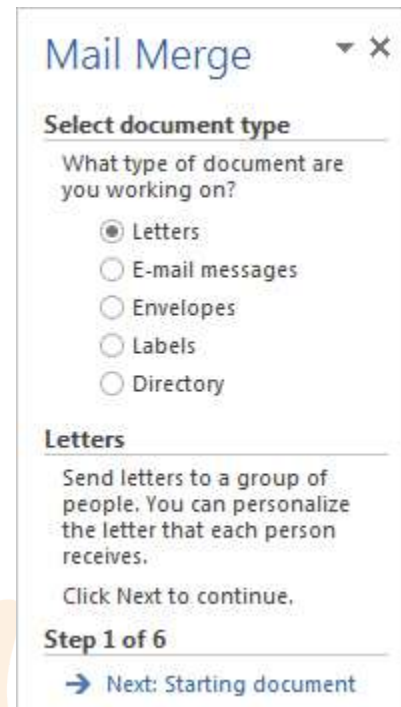 Mail Merge
Select document type
What type of document are
you working on?
Letters
E-mail messages
Envelopes
Labels
Directory
Letters
Send letters to a group of
people. You can personalize
the letter that each person
receives.
Click Next to continue.
Step 1 of 6
Next: Starting document